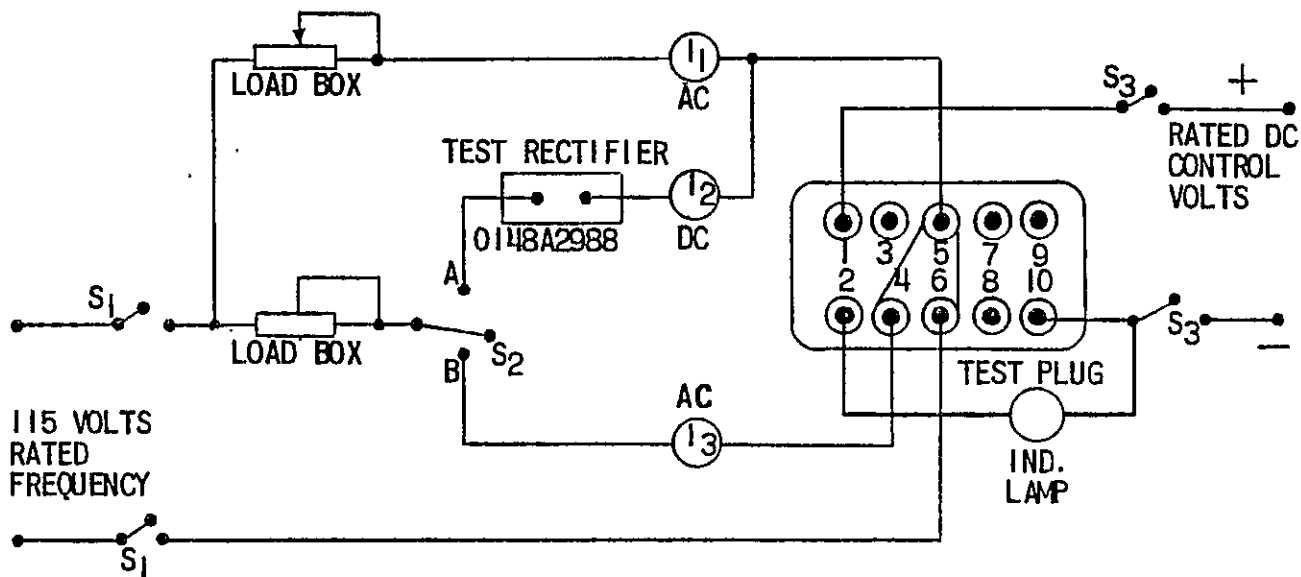 LOAD BOX
I1
AC
S3
+
RATED DC
CONTROL
VOLTS
TEST RECTIFIER
I2
DC
0148A2988
1 3 5 7 9
2 4 6 8 10
A
S1
LOAD BOX
S2
B
S3
—
TEST PLUG
AC
I3
IND.
LAMP
115 VOLTS
RATED
FREQUENCY
S1